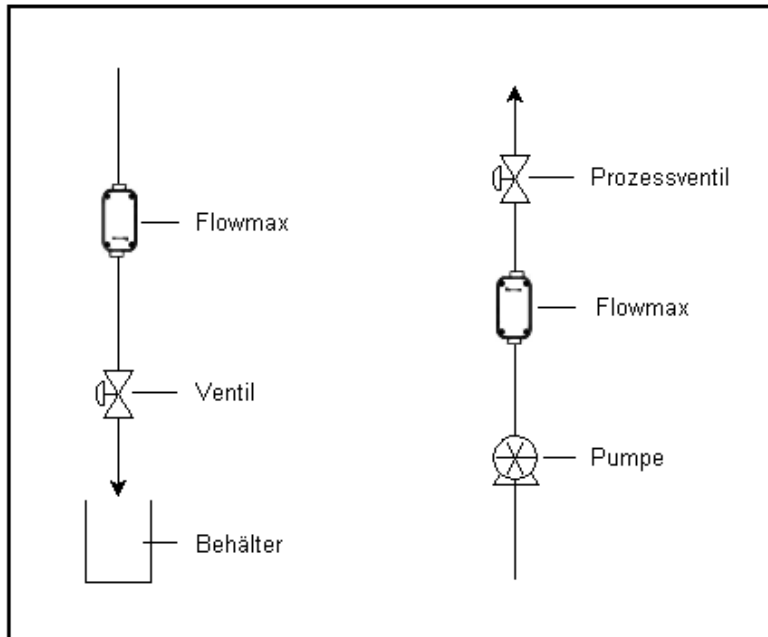 Flowmax
Ventil
Behälter
Prozessventil
Flowmax
Pumpe